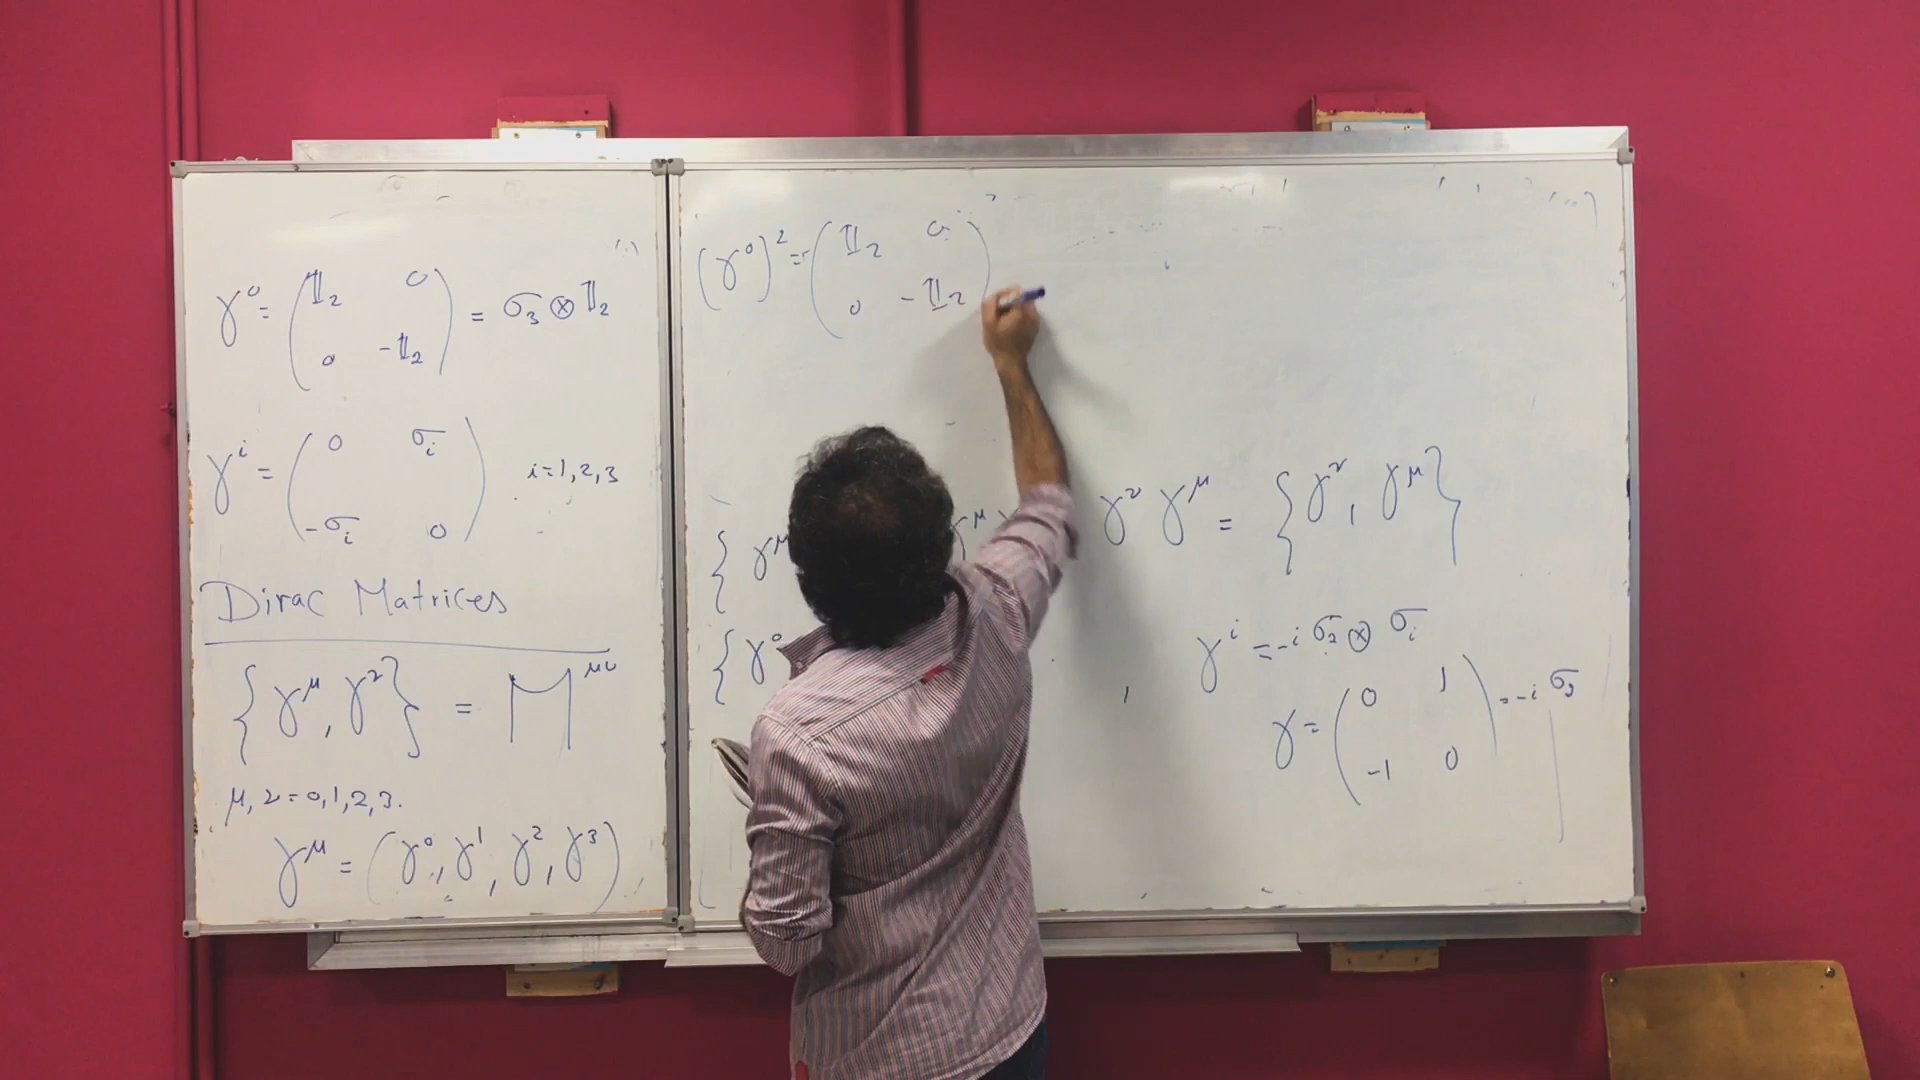 γ⁰ = ( 𝟙₂ 0
0 -𝟙₂ ) = σ₃ ⊗ 𝟙₂
γⁱ = ( 0 σᵢ
-σᵢ 0 ) i=1,2,3
Dirac Matrices
{γ^μ, γ^ν} = M^μν
μ, ν = 0,1,2,3.
γ^μ = (γ⁰, γ¹, γ², γ³)
(γ⁰)² = ( 𝟙₂ 0
0 -𝟙₂ )
{ γ^μ γ^ν γ^μ = {γ^ν, γ^μ}
{ γ⁰
γⁱ = -i σ₂ ⊗ σᵢ
γ = ( 0 1
-1 0 ) = -i